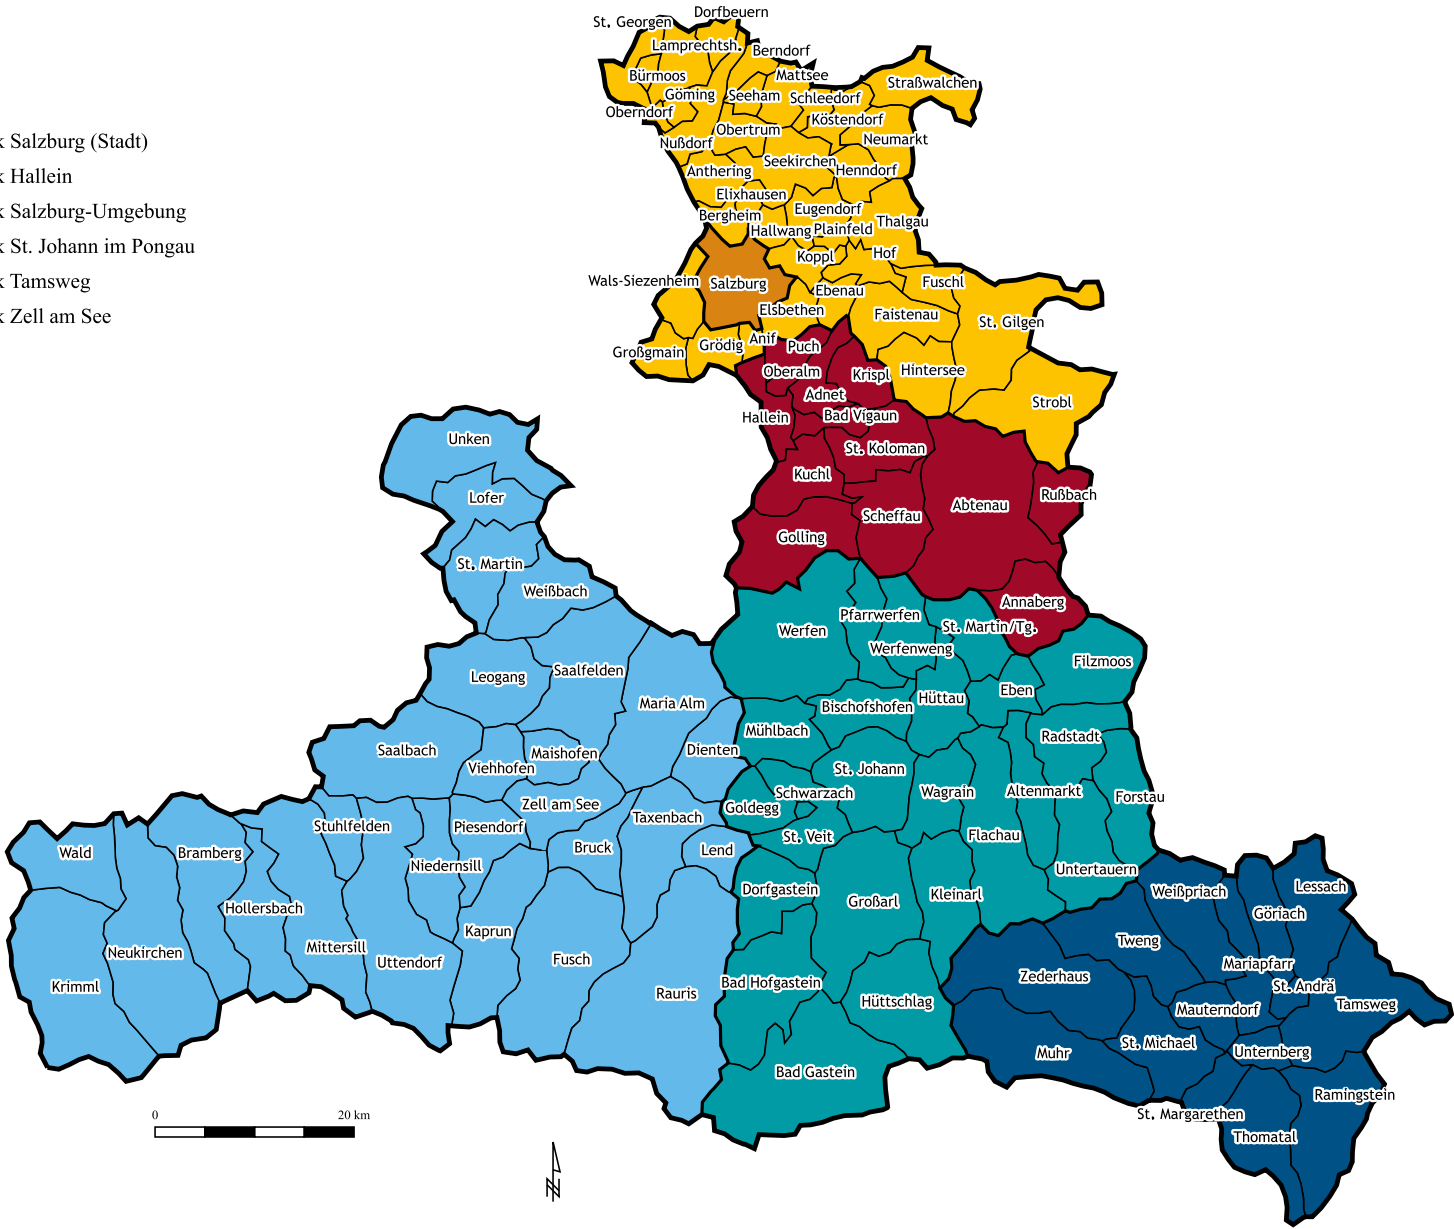 k Salzburg (Stadt)
k Hallein
k Salzburg-Umgebung
k St. Johann im Pongau
k Tamsweg
k Zell am See
Dorfbeuern
St. Georgen
Lamprechtsh.
Berndorf
Bürmoos
Mattsee
Straßwalchen
Göming
Seeham
Schleedorf
Oberndorf
Köstendorf
Obertrum
Neumarkt
Nußdorf
Seekirchen
Anthering
Henndorf
Elixhausen
Eugendorf
Bergheim
Thalgau
Hallwang
Plainfeld
Koppl
Hof
Wals-Siezenheim
Salzburg
Ebenau
Fuschl
Elsbethen
Faistenau
St. Gilgen
Anif
Grödig
Großgmain
Puch
Hintersee
Oberalm
Krispl
Adnet
Strobl
Hallein
Bad Vigaun
St. Koloman
Kuchl
Rußbach
Abtenau
Scheffau
Golling
Annaberg
Unken
Lofer
St. Martin
Weißbach
Pfarrwerfen
St. Martin/Tg.
Werfen
Werfenweng
Filzmoos
Leogang
Saalfelden
Maria Alm
Eben
Hüttau
Bischofshofen
Mühlbach
Radstadt
Saalbach
Maishofen
Dienten
Viehhofen
St. Johann
Schwarzach
Wagrain
Altenmarkt
Forstau
Zell am See
Goldegg
Taxenbach
Stuhlfelden
Piesendorf
St. Veit
Flachau
Bruck
Lend
Wald
Bramberg
Niedernsill
Untertauern
Dorfgastein
Großarl
Kleinarl
Weißpriach
Lessach
Hollersbach
Göriach
Kaprun
Mittersill
Tweng
Neukirchen
Uttendorf
Fusch
Mariapfarr
Zederhaus
Krimml
Rauris
Bad Hofgastein
St. Andrä
Hüttschlag
Tamsweg
Mauterndorf
St. Michael
Muhr
Unternberg
Bad Gastein
Ramingstein
St. Margarethen
Thomatal
0
20 km
N